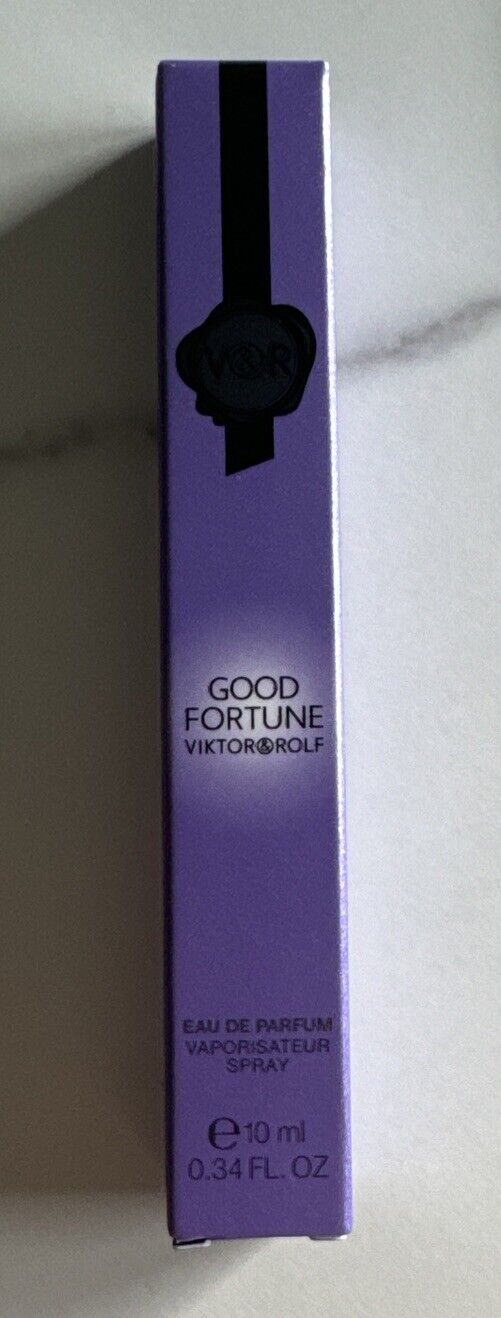 V&R
GOOD
FORTUNE
VIKTOR&ROLF
EAU DE PARFUM
VAPORISATEUR
SPRAY
℮10 ml
0.34 FL. OZ